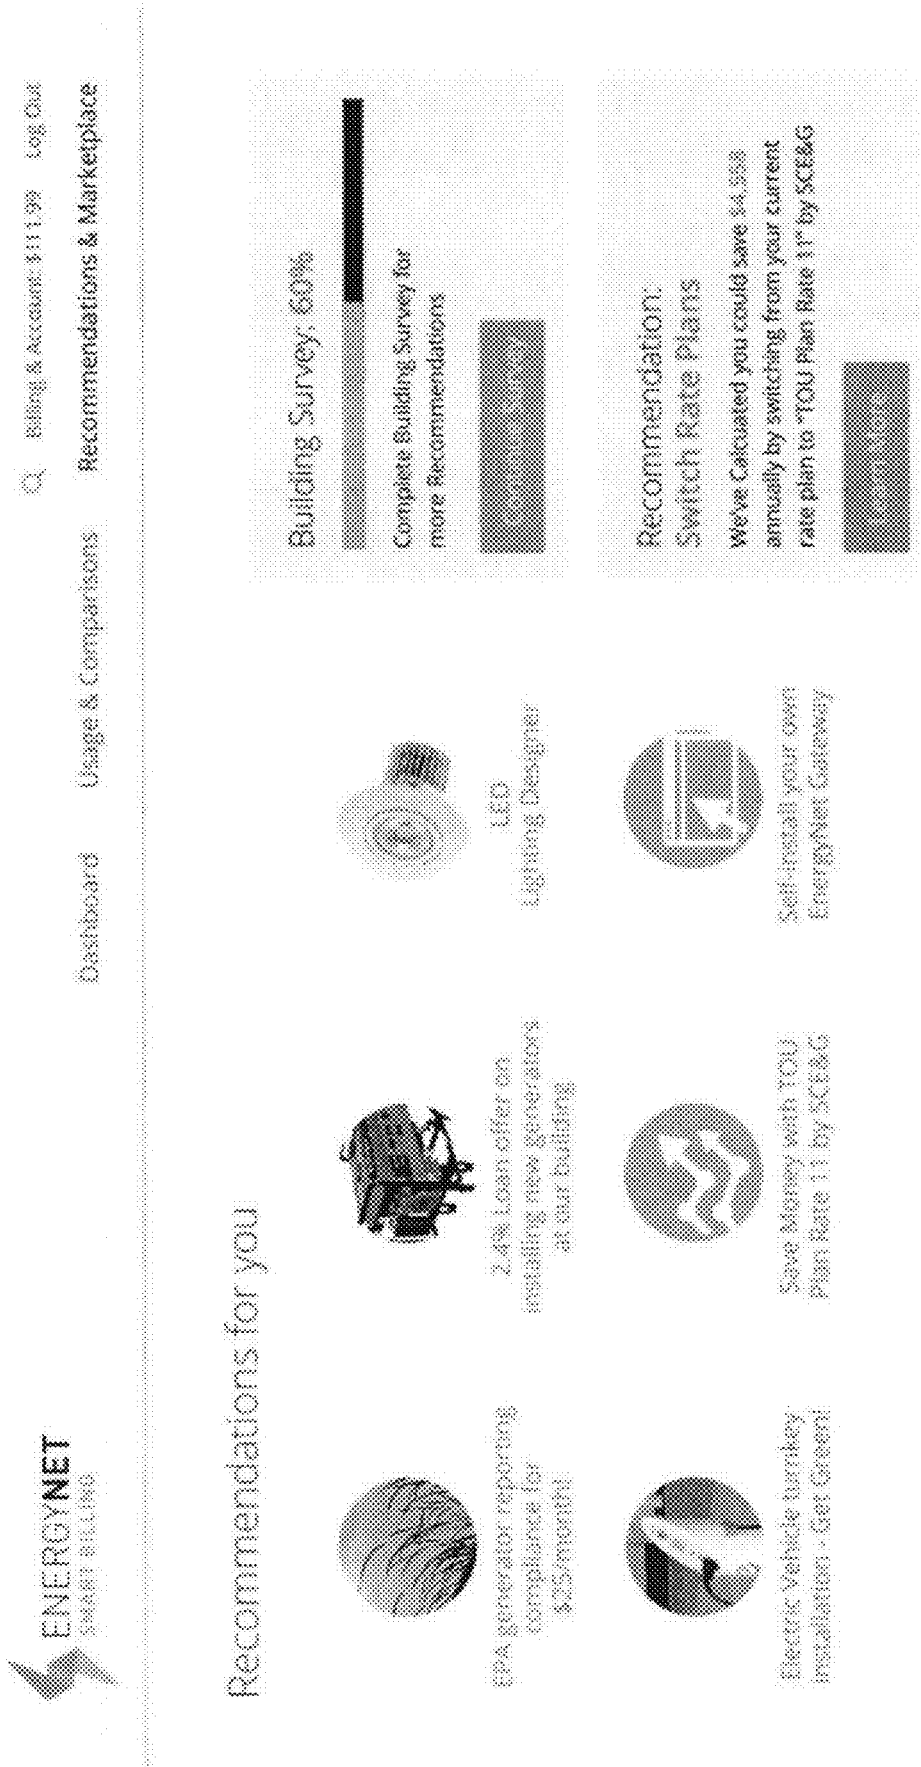 ENERGYNET
SMART BILLING
Billing & Account: $111.99
Log Out
Dashboard
Usage & Comparisons
Recommendations & Marketplace
Recommendations for you
EPA generator reporting
compliance for
$25/month!
2.4% Loan offer on
installing new generators
at our building
LED
Lighting Designer
Electric Vehicle turnkey
Installation - Get Green!
Save Money with TOU
Plan Rate 11 by SCE&G
Self-install your own
EnergyNet Gateway
Building Survey: 60%
Complete Building Survey for
more Recommendations
Recommendation:
Switch Rate Plans
We've Calcuated you could save
annually by switching from your current
rate plan to "TOU Plan Rate 11" by SCE&G